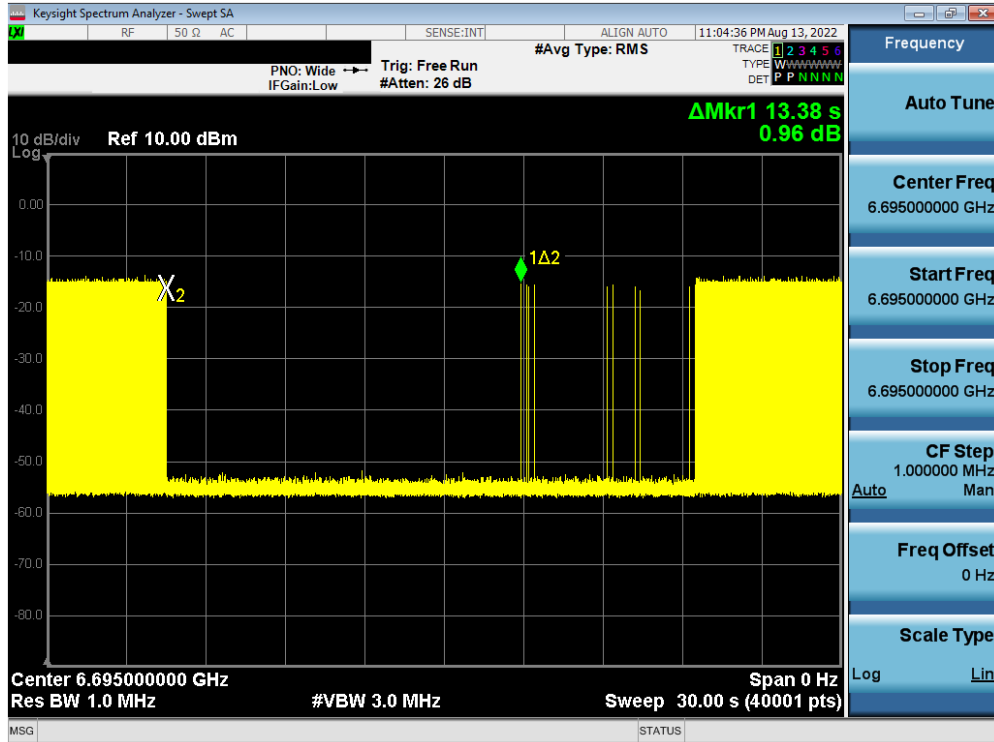 Keysight Spectrum Analyzer - Swept SA
LXI RF 50 Ω AC SENSE:INT ALIGN AUTO 11:04:36 PM Aug 13, 2022
PNO: Wide
IFGain:Low
Trig: Free Run
#Atten: 26 dB
#Avg Type: RMS
TRACE 1 2 3 4 5 6
TYPE WWWWWWW
DET P P N N N N
ΔMkr1 13.38 s
0.96 dB
10 dB/div Ref 10.00 dBm
Log
0.00
-10.0
-20.0
-30.0
-40.0
-50.0
-60.0
-70.0
-80.0
1Δ2
X2
Center 6.695000000 GHz Span 0 Hz
Res BW 1.0 MHz #VBW 3.0 MHz Sweep 30.00 s (40001 pts)
MSG STATUS
Frequency
Auto Tune
Center Freq
6.695000000 GHz
Start Freq
6.695000000 GHz
Stop Freq
6.695000000 GHz
CF Step
1.000000 MHz
Auto Man
Freq Offset
0 Hz
Scale Type
Log Lin